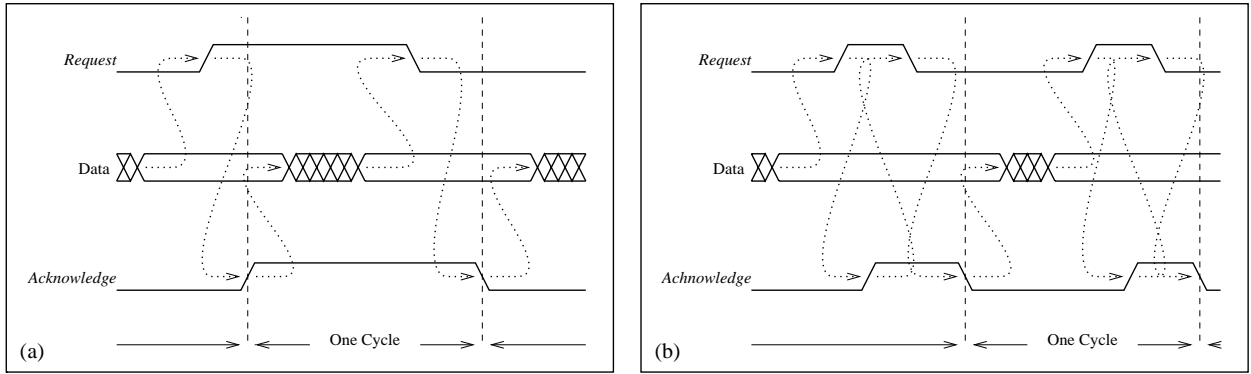 Request
Data
Acknowledge
One Cycle
(a)
Request
Data
Achnowledge
One Cycle
(b)